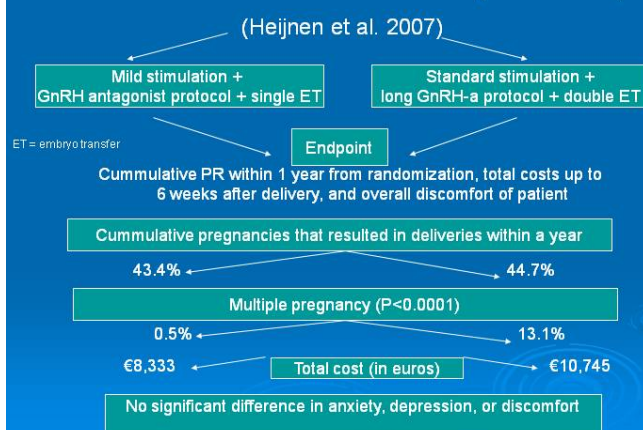 (Heijnen et al. 2007)
Mild stimulation +
GnRH antagonist protocol + single ET
Standard stimulation +
long GnRH-a protocol + double ET
ET = embryo transfer
Endpoint
Cummulative PR within 1 year from randomization, total costs up to
6 weeks after delivery, and overall discomfort of patient
Cummulative pregnancies that resulted in deliveries within a year
43.4%
44.7%
Multiple pregnancy (P<0.0001)
0.5%
13.1%
€8,333
Total cost (in euros)
€10,745
No significant difference in anxiety, depression, or discomfort